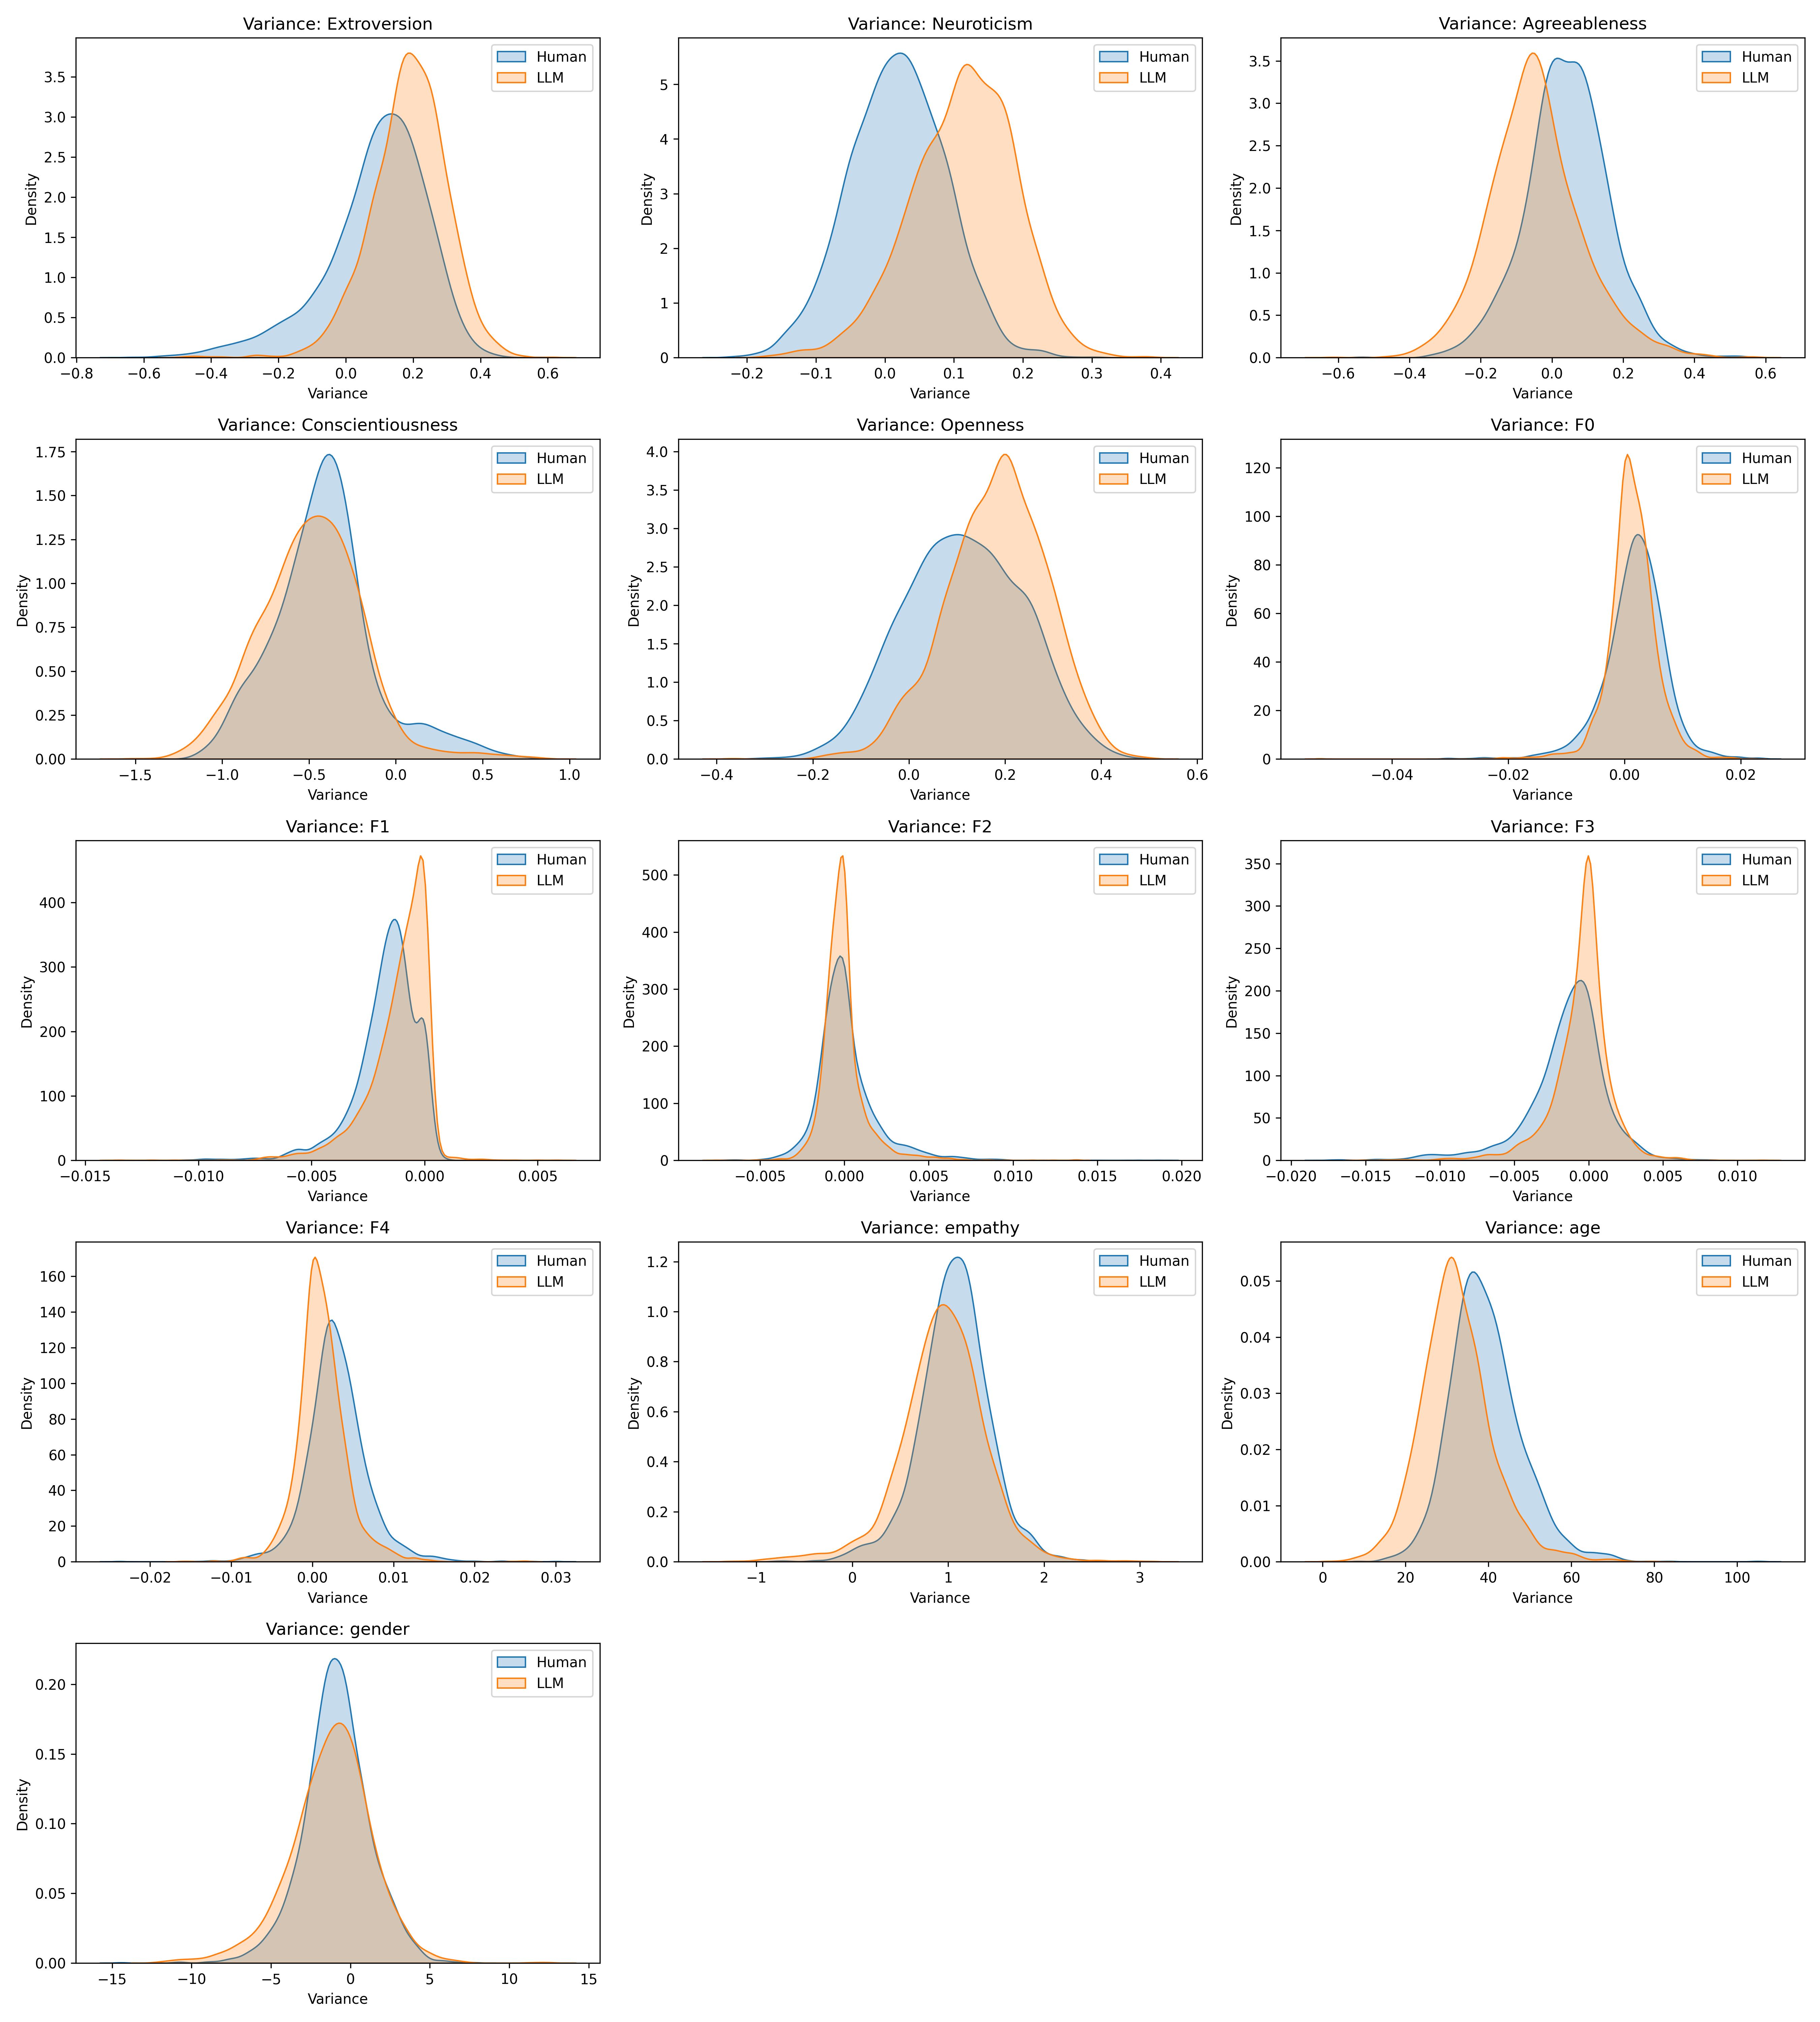 Variance: Extroversion
Human
LLM
Density
3.5
3.0
2.5
2.0
1.5
1.0
0.5
0.0
−0.8 −0.6 −0.4 −0.2 0.0 0.2 0.4 0.6
Variance
Variance: Neuroticism
Human
LLM
Density
5
4
3
2
1
0
−0.2 −0.1 0.0 0.1 0.2 0.3 0.4
Variance
Variance: Agreeableness
Human
LLM
Density
3.5
3.0
2.5
2.0
1.5
1.0
0.5
0.0
−0.6 −0.4 −0.2 0.0 0.2 0.4 0.6
Variance
Variance: Conscientiousness
Human
LLM
Density
1.75
1.50
1.25
1.00
0.75
0.50
0.25
0.00
−1.5 −1.0 −0.5 0.0 0.5 1.0
Variance
Variance: Openness
Human
LLM
Density
4.0
3.5
3.0
2.5
2.0
1.5
1.0
0.5
0.0
−0.4 −0.2 0.0 0.2 0.4 0.6
Variance
Variance: F0
Human
LLM
Density
120
100
80
60
40
20
0
−0.04 −0.02 0.00 0.02
Variance
Variance: F1
Human
LLM
Density
400
300
200
100
0
−0.015 −0.010 −0.005 0.000 0.005
Variance
Variance: F2
Human
LLM
Density
500
400
300
200
100
0
−0.005 0.000 0.005 0.010 0.015 0.020
Variance
Variance: F3
Human
LLM
Density
350
300
250
200
150
100
50
0
−0.020 −0.015 −0.010 −0.005 0.000 0.005 0.010
Variance
Variance: F4
Human
LLM
Density
160
140
120
100
80
60
40
20
0
−0.02 −0.01 0.00 0.01 0.02 0.03
Variance
Variance: empathy
Human
LLM
Density
1.2
1.0
0.8
0.6
0.4
0.2
0.0
−1 0 1 2 3
Variance
Variance: age
Human
LLM
Density
0.05
0.04
0.03
0.02
0.01
0.00
0 20 40 60 80 100
Variance
Variance: gender
Human
LLM
Density
0.20
0.15
0.10
0.05
0.00
−15 −10 −5 0 5 10 15
Variance